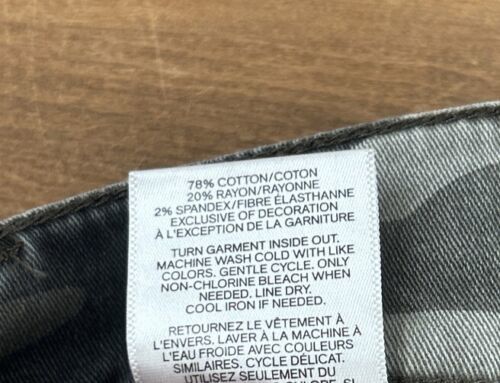 78% COTTON/COTON
20% RAYON/RAYONNE
2% SPANDEX/FIBRE ÉLASTHANNE
EXCLUSIVE OF DECORATION
À L'EXCEPTION DE LA GARNITURE
TURN GARMENT INSIDE OUT.
MACHINE WASH COLD WITH LIKE
COLORS. GENTLE CYCLE. ONLY
NON-CHLORINE BLEACH WHEN
NEEDED. LINE DRY.
COOL IRON IF NEEDED.
RETOURNEZ LE VÊTEMENT À
L'ENVERS. LAVER À LA MACHINE À
L'EAU FROIDE AVEC COULEURS
SIMILAIRES. CYCLE DÉLICAT.
UTILISEZ SEULEMENT DU